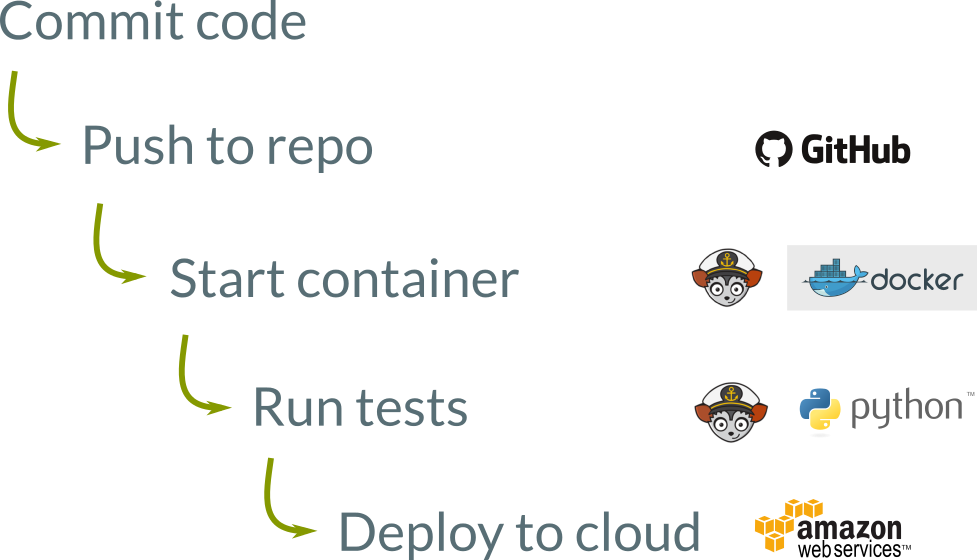 Commit code
Push to repo
GitHub
Start container
docker
Run tests
python™
Deploy to cloud
amazon
web services™